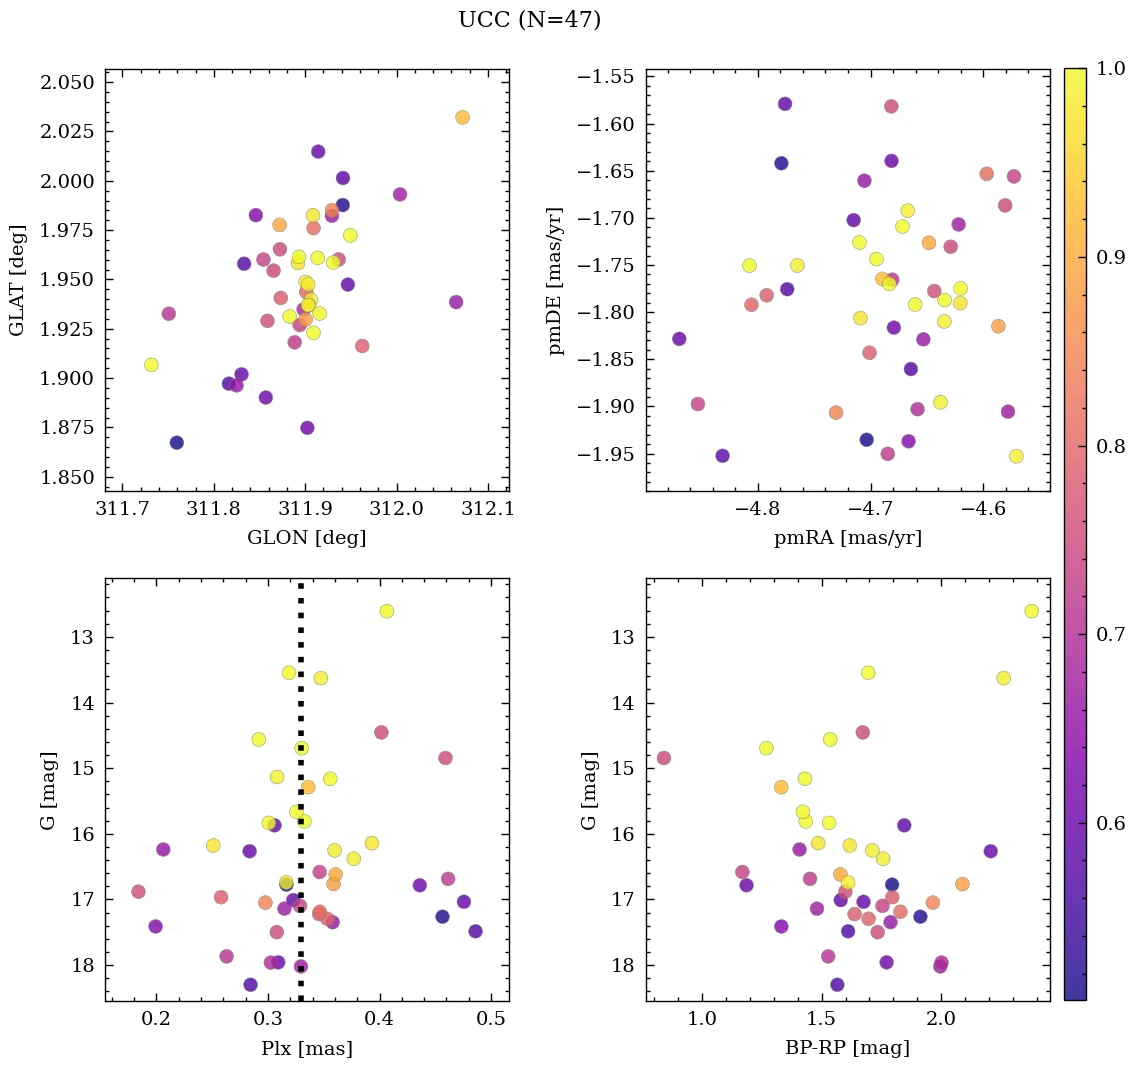 UCC (N=47)
2.050
2.025
2.000
1.975
1.950
1.925
1.900
1.875
1.850
GLAT [deg]
311.7 311.8 311.9 312.0 312.1
GLON [deg]
−1.55
−1.60
−1.65
−1.70
−1.75
−1.80
−1.85
−1.90
−1.95
pmDE [mas/yr]
−4.8 −4.7 −4.6
pmRA [mas/yr]
1.0
0.9
0.8
0.7
0.6
13
14
15
16
17
18
G [mag]
0.2 0.3 0.4 0.5
Plx [mas]
13
14
15
16
17
18
G [mag]
1.0 1.5 2.0
BP-RP [mag]